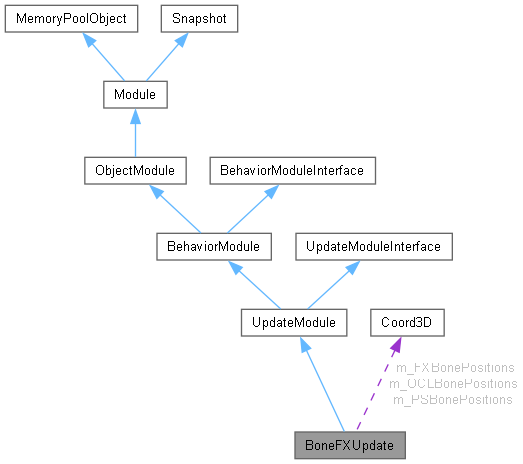 MemoryPoolObject
Snapshot
Module
ObjectModule
BehaviorModuleInterface
BehaviorModule
UpdateModuleInterface
UpdateModule
Coord3D
m_FXBonePositions
m_OCLBonePositions
m_PSBonePositions
BoneFXUpdate